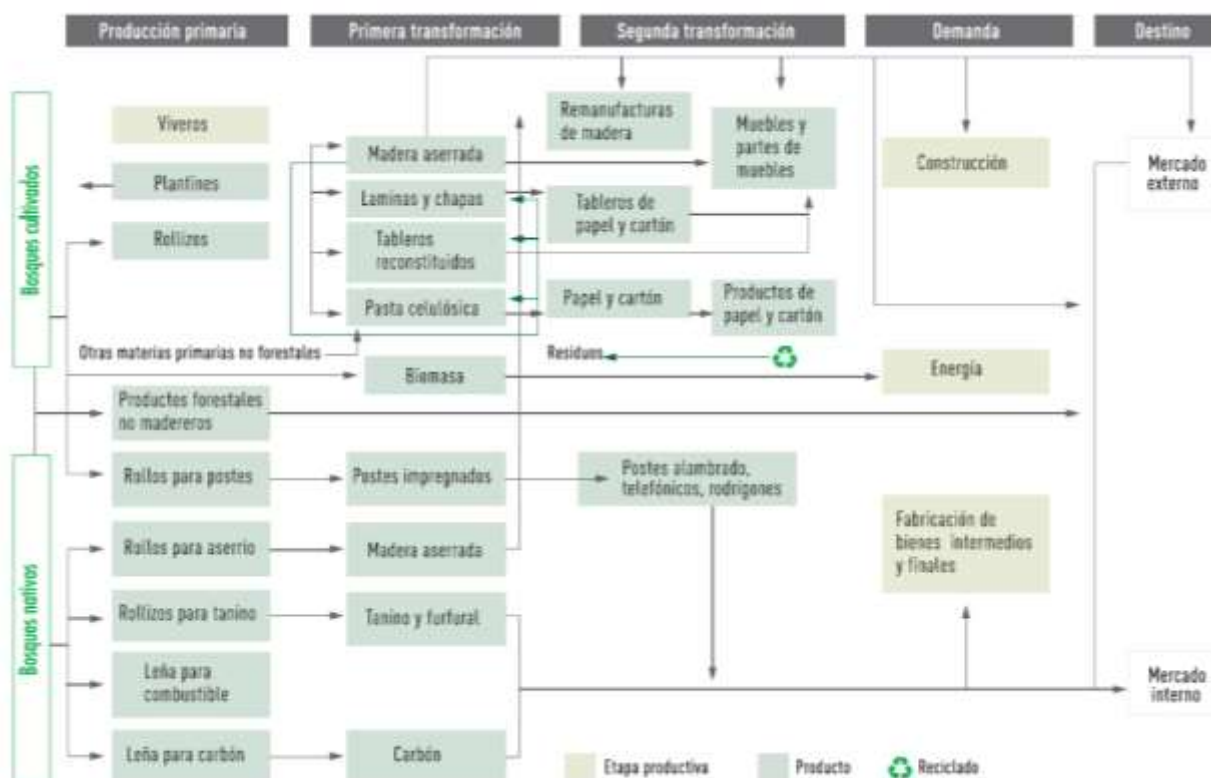 Producción primaria
Primera transformación
Segunda transformación
Demanda
Destino
Bosques cultivados
Viveros
Plantines
Rollizos
Madera aserrada
Laminas y chapas
Tableros
reconstituidos
Pasta celulósica
Remanufacturas
de madera
Muebles y
partes de
muebles
Tableros de
papel y cartón
Papel y cartón
Productos de
papel y cartón
Construcción
Mercado
externo
Otras materias primarias no forestales
Residuos
Biomasa
Energía
Productos forestales
no madereros
Bosques nativos
Rollos para postes
Postes impregnados
Postes alambrado,
telefónicos, rodrigones
Rollos para aserrío
Madera aserrada
Fabricación de
bienes intermedios
y finales
Rollizos para tanino
Tanino y furfural
Leña para
combustible
Mercado
interno
Leña para carbón
Carbón
Etapa productiva
Producto
Reciclado